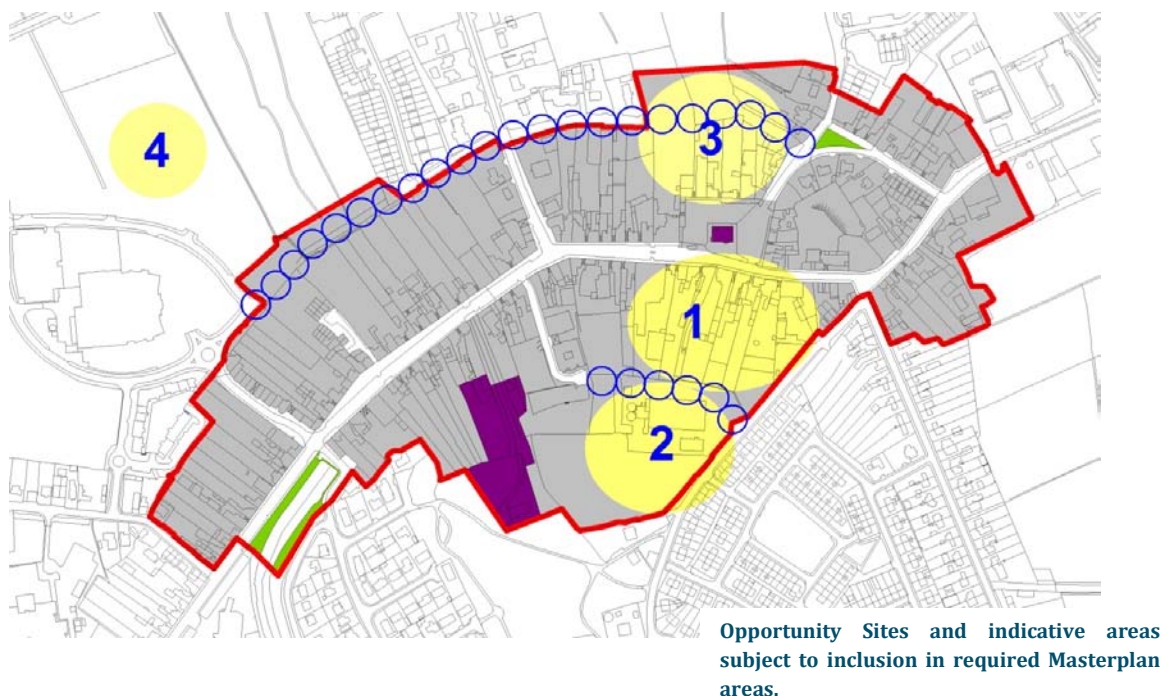 4
3
1
2
Opportunity Sites and indicative areas
subject to inclusion in required Masterplan
areas.